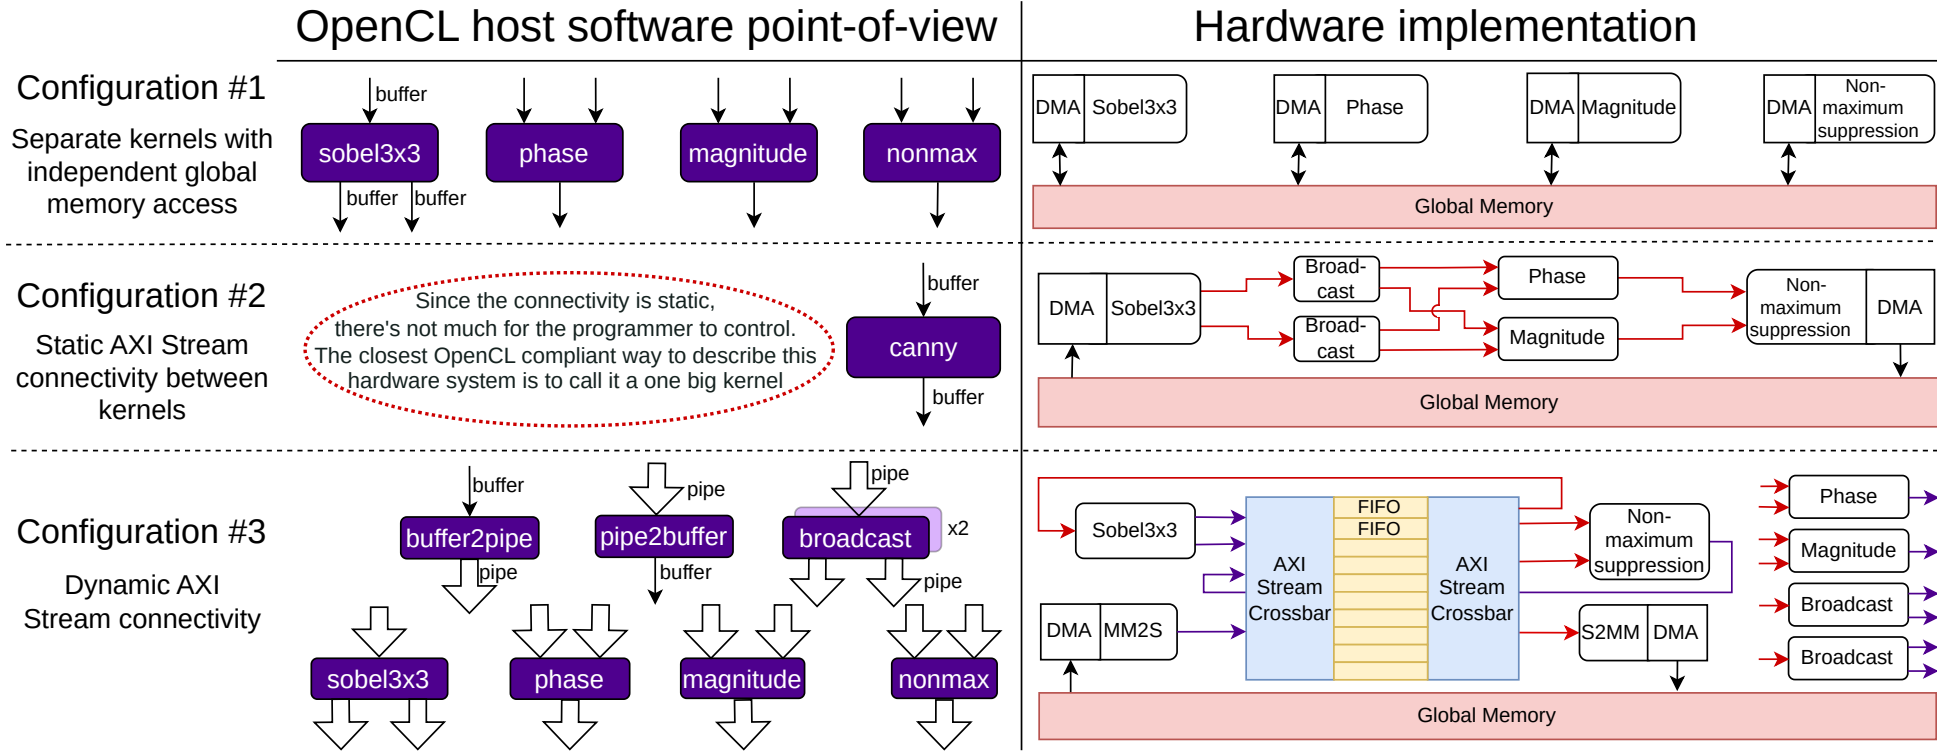 OpenCL host software point-of-view
Hardware implementation
Configuration #1
Separate kernels with
independent global
memory access
buffer
sobel3x3
phase
magnitude
nonmax
buffer
buffer
DMA
Sobel3x3
DMA
Phase
DMA
Magnitude
DMA
Non-
maximum
suppression
Global Memory
Configuration #2
Static AXI Stream
connectivity between
kernels
Since the connectivity is static,
there's not much for the programmer to control.
The closest OpenCL compliant way to describe this
hardware system is to call it a one big kernel
buffer
canny
buffer
DMA
Sobel3x3
Broad-
cast
Broad-
cast
Phase
Magnitude
Non-
maximum
suppression
DMA
Global Memory
Configuration #3
Dynamic AXI
Stream connectivity
buffer
buffer2pipe
pipe
pipe
pipe2buffer
buffer
pipe
broadcast
x2
pipe
sobel3x3
phase
magnitude
nonmax
Sobel3x3
DMA
MM2S
AXI
Stream
Crossbar
FIFO
FIFO
AXI
Stream
Crossbar
Non-
maximum
suppression
S2MM
DMA
Phase
Magnitude
Broadcast
Broadcast
Global Memory